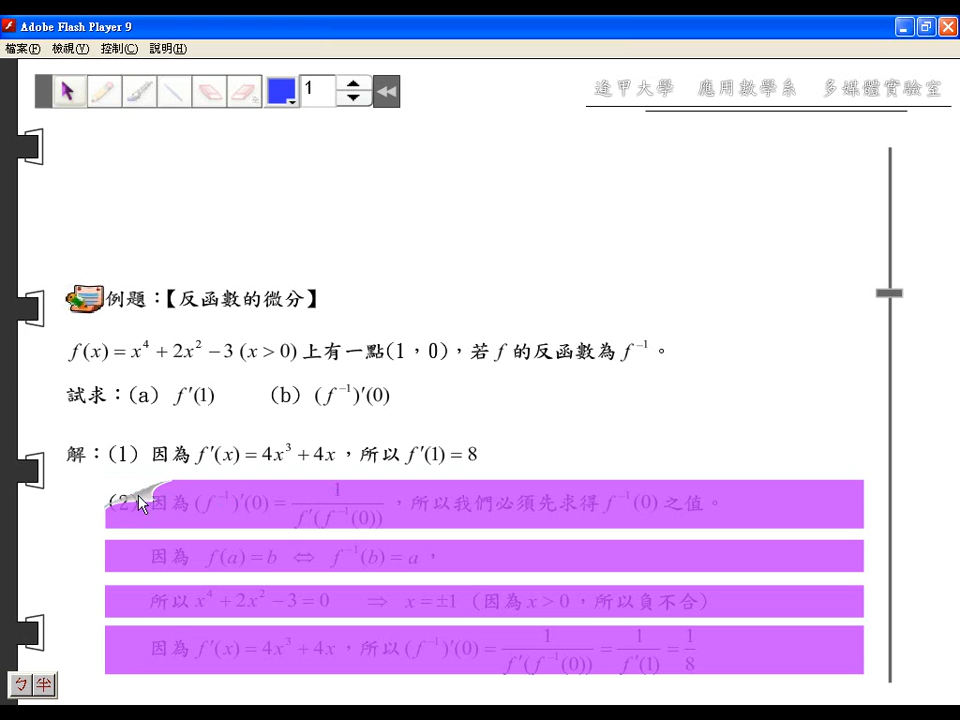 Adobe Flash Player 9
檔案(F) 檢視(V) 控制(C) 說明(H)
1
逢甲大學 應用數學系 多媒體實驗室
例題：【反函數的微分】
f(x) = x⁴ + 2x² − 3 (x > 0) 上有一點(1，0)，若 f 的反函數為 f⁻¹ 。
試求：(a) f′(1) (b) (f⁻¹)′(0)
解：(1) 因為 f′(x) = 4x³ + 4x，所以 f′(1) = 8
(2) 因為 (f⁻¹)′(0) = 1/f′(f⁻¹(0)) ，所以我們必須先求得 f⁻¹(0) 之值。
因為 f(a) = b ⇔ f⁻¹(b) = a，
所以 x⁴ + 2x² − 3 = 0 ⇒ x = ±1 (因為 x > 0，所以負不合)
因為 f′(x) = 4x³ + 4x，所以 (f⁻¹)′(0) = 1/f′(f⁻¹(0)) = 1/f′(1) = 1/8
ㄅ 半